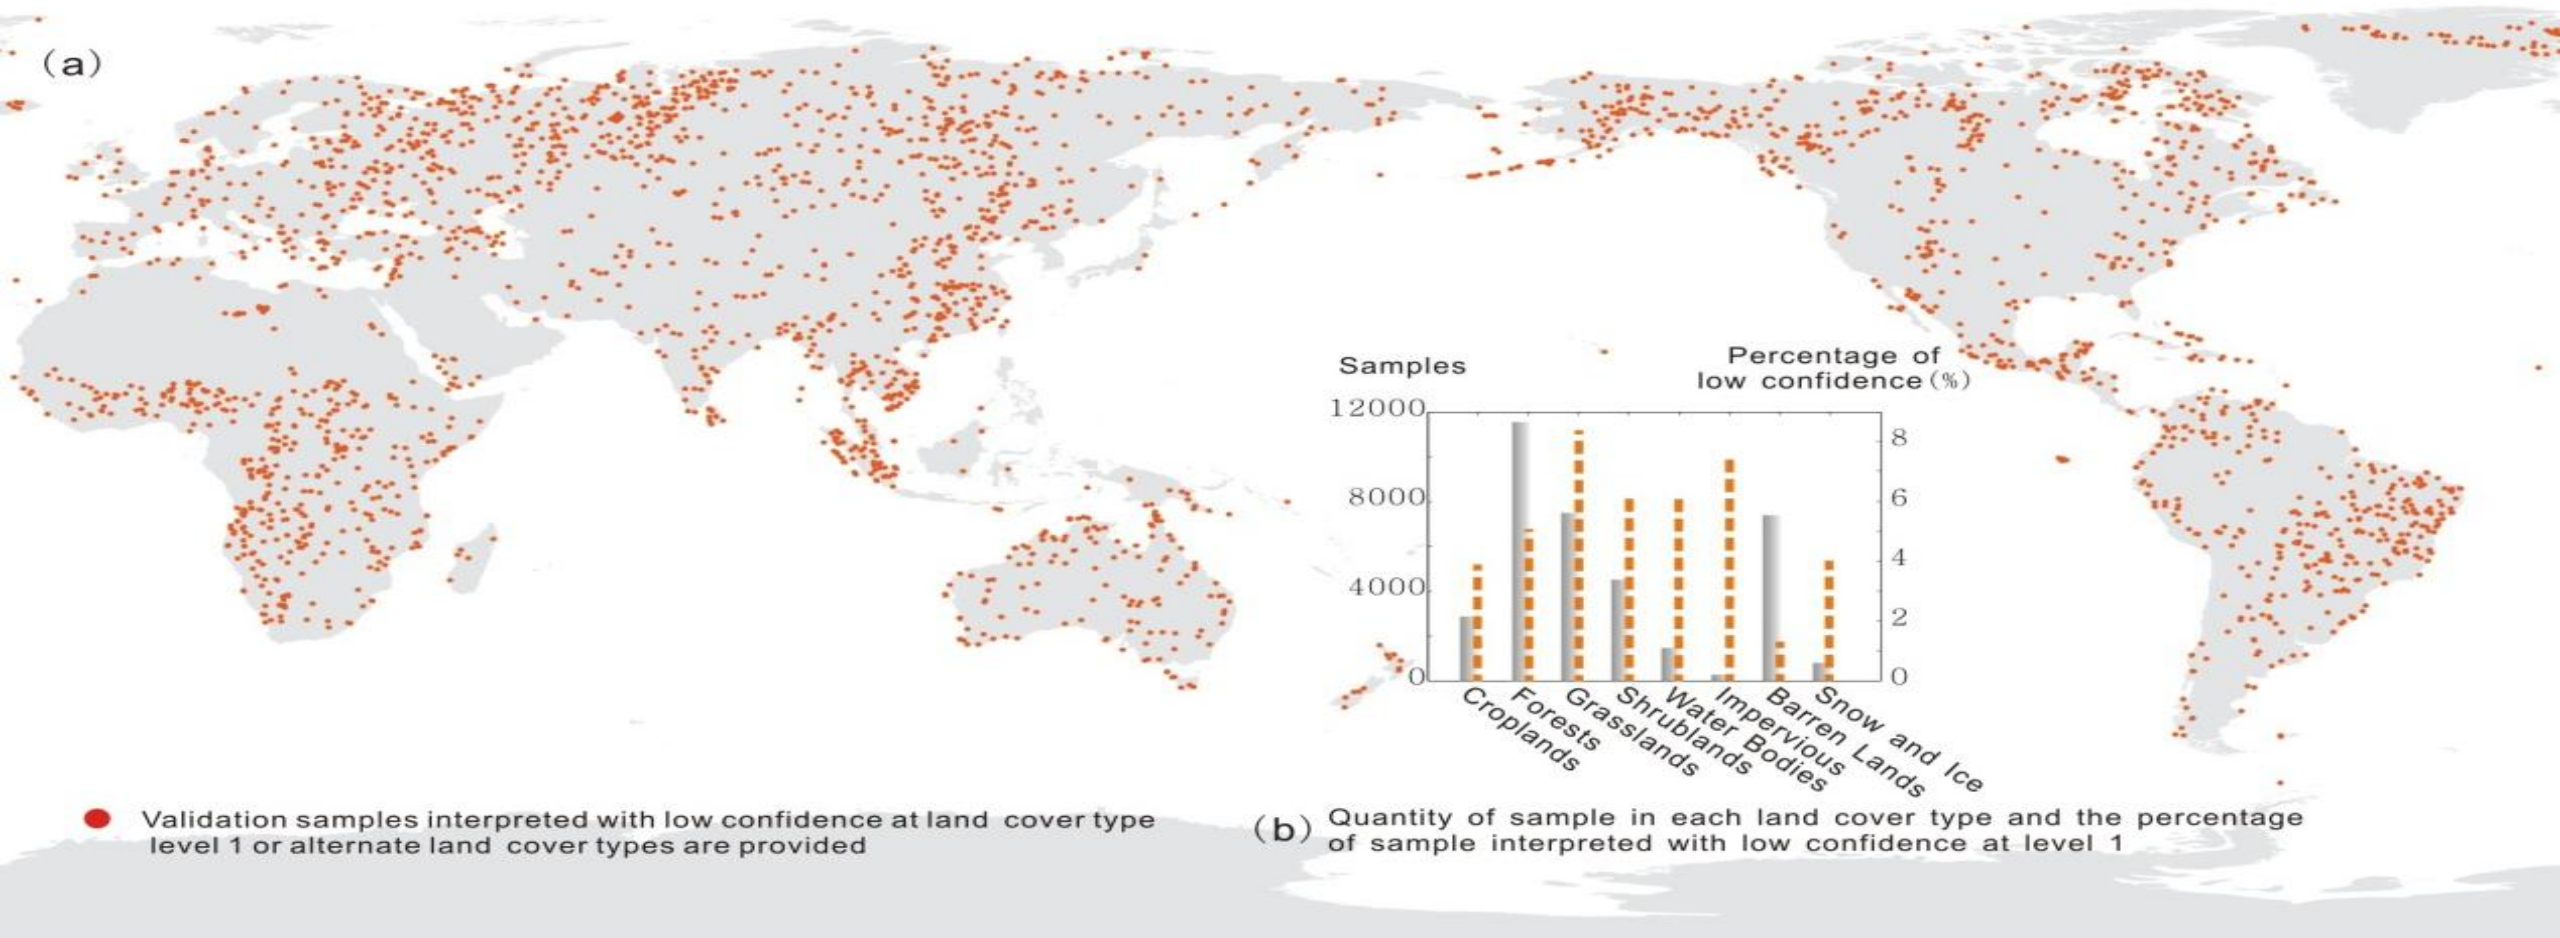 (a)
Samples
Percentage of
low confidence(%)
12000
8000
4000
0
8
6
4
2
0
Croplands
Forests
Grasslands
Shrublands
Water Bodies
Impervious
Barren Lands
Snow and Ice
Validation samples interpreted with low confidence at land cover type
level 1 or alternate land cover types are provided
(b)
Quantity of sample in each land cover type and the percentage
of sample interpreted with low confidence at level 1